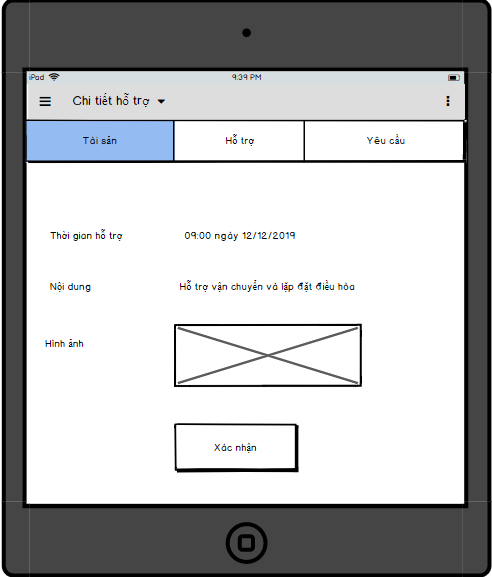 iPad 9:39 PM
Chi tiết hỗ trợ
Tài sản Hỗ trợ Yêu cầu
Thời gian hỗ trợ 09:00 ngày 12/12/2019
Nội dung Hỗ trợ vận chuyển và lắp đặt điều hòa
Hình ảnh
Xác nhận